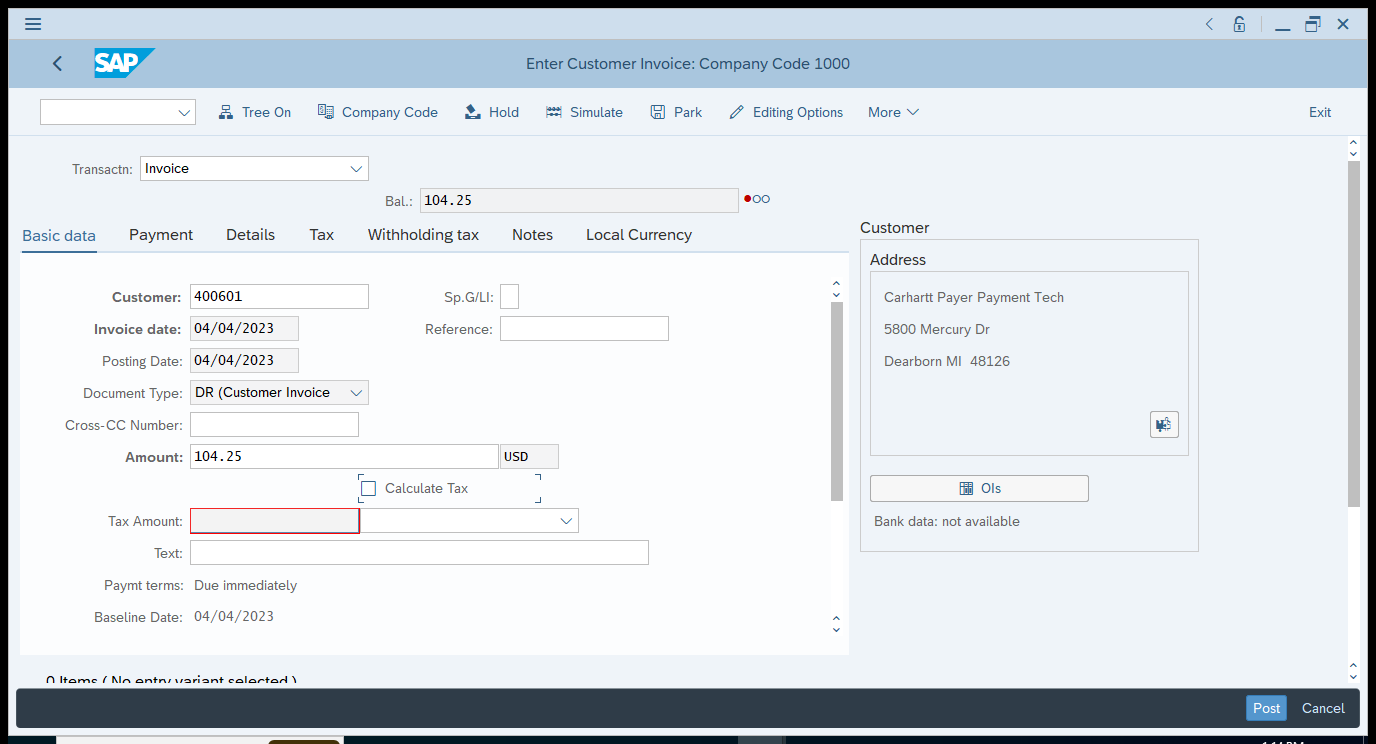 SAP
Enter Customer Invoice: Company Code 1000
Tree On
Company Code
Hold
Simulate
Park
Editing Options
More
Exit
Transactn: Invoice
Bal.: 104.25
Basic data
Payment
Details
Tax
Withholding tax
Notes
Local Currency
Customer: 400601
Sp.G/LI:
Invoice date: 04/04/2023
Reference:
Posting Date: 04/04/2023
Document Type: DR (Customer Invoice
Cross-CC Number:
Amount: 104.25 USD
Calculate Tax
Tax Amount:
Text:
Paymt terms: Due immediately
Baseline Date: 04/04/2023
Customer
Address
Carhartt Payer Payment Tech
5800 Mercury Dr
Dearborn MI 48126
OIs
Bank data: not available
0 Items ( No entry variant selected )
Post
Cancel